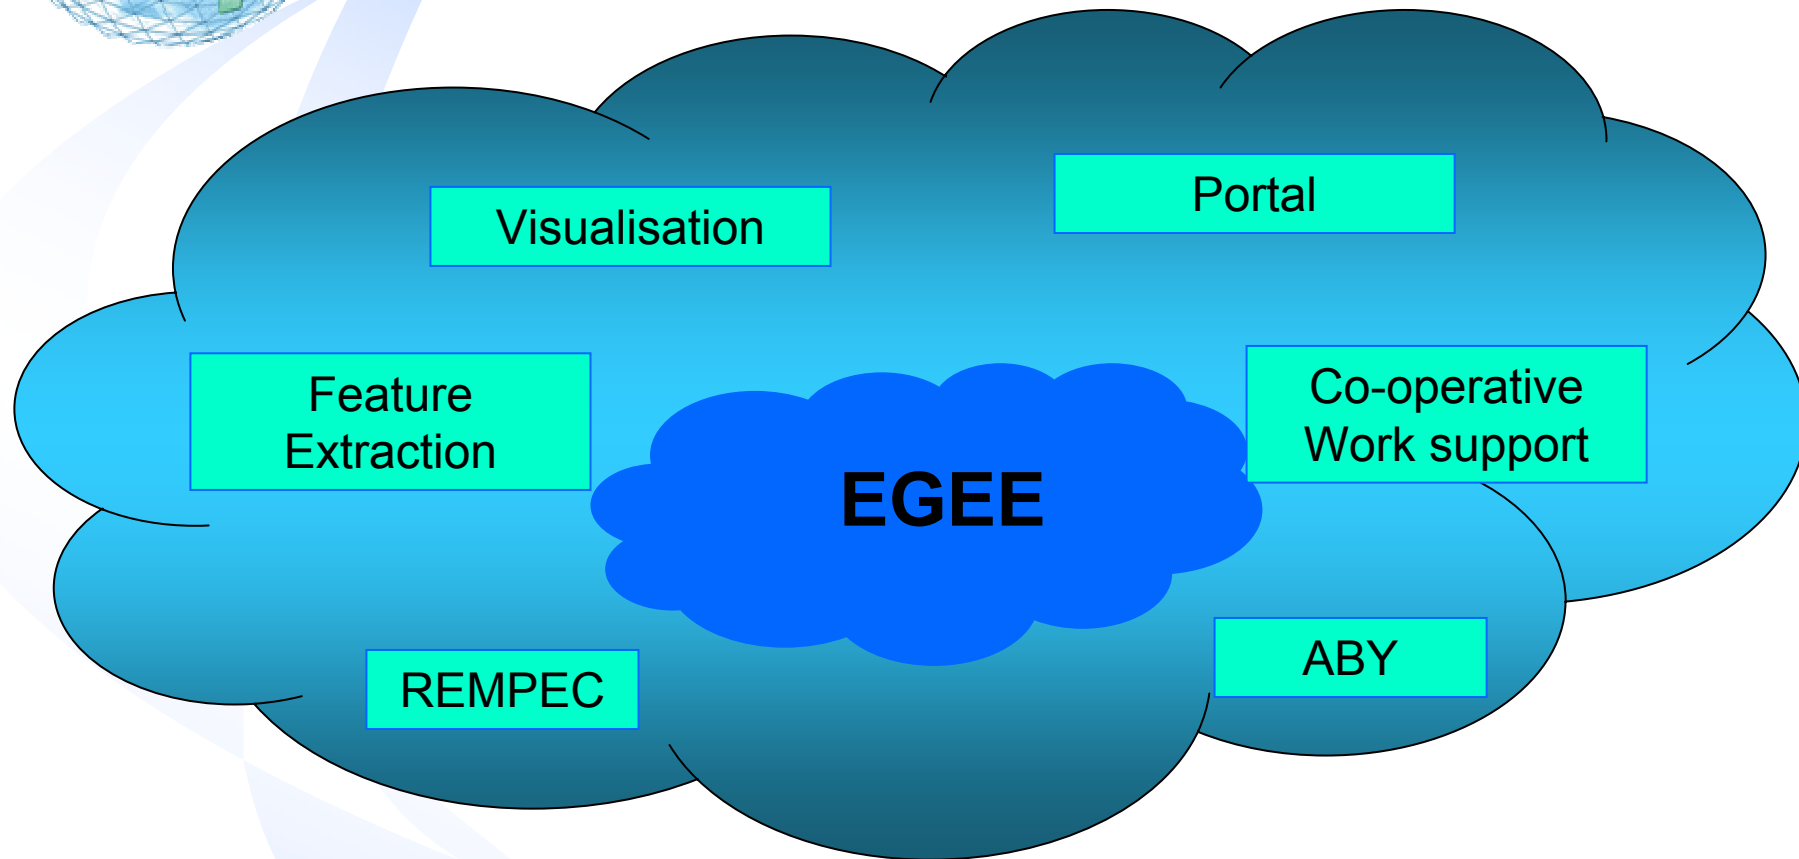 Portal
Visualisation
Feature
Extraction
Co-operative
Work support
EGEE
REMPEC
ABY